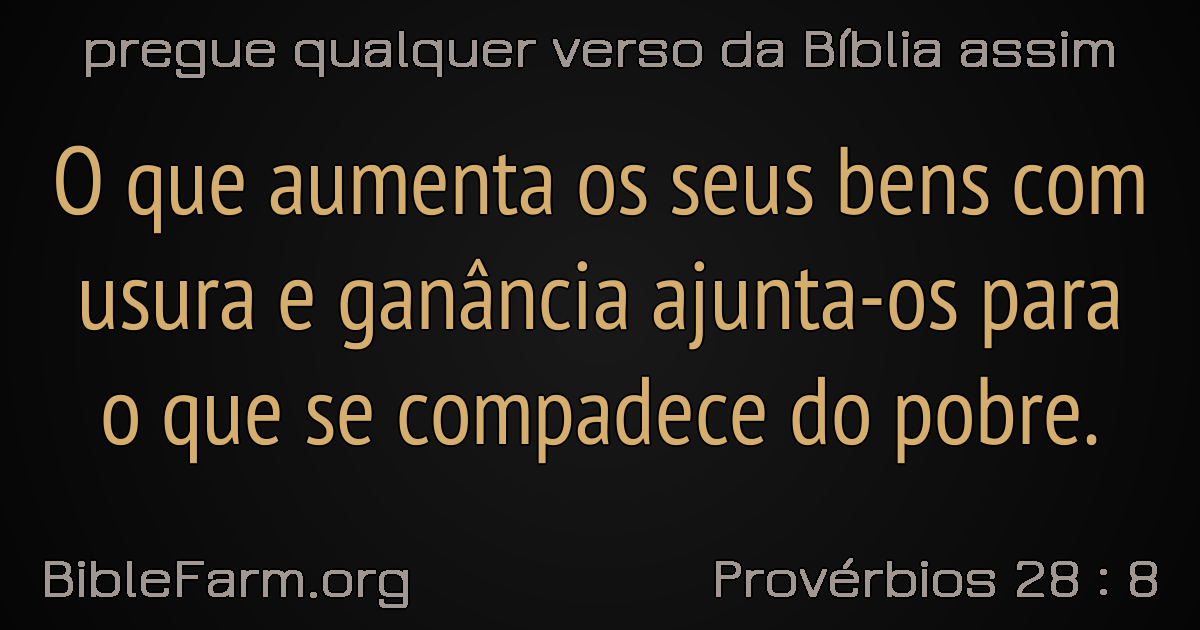 pregue qualquer verso da Bíblia assim
O que aumenta os seus bens com
usura e ganância ajunta-os para
o que se compadece do pobre.
BibleFarm.org
Provérbios 28 : 8